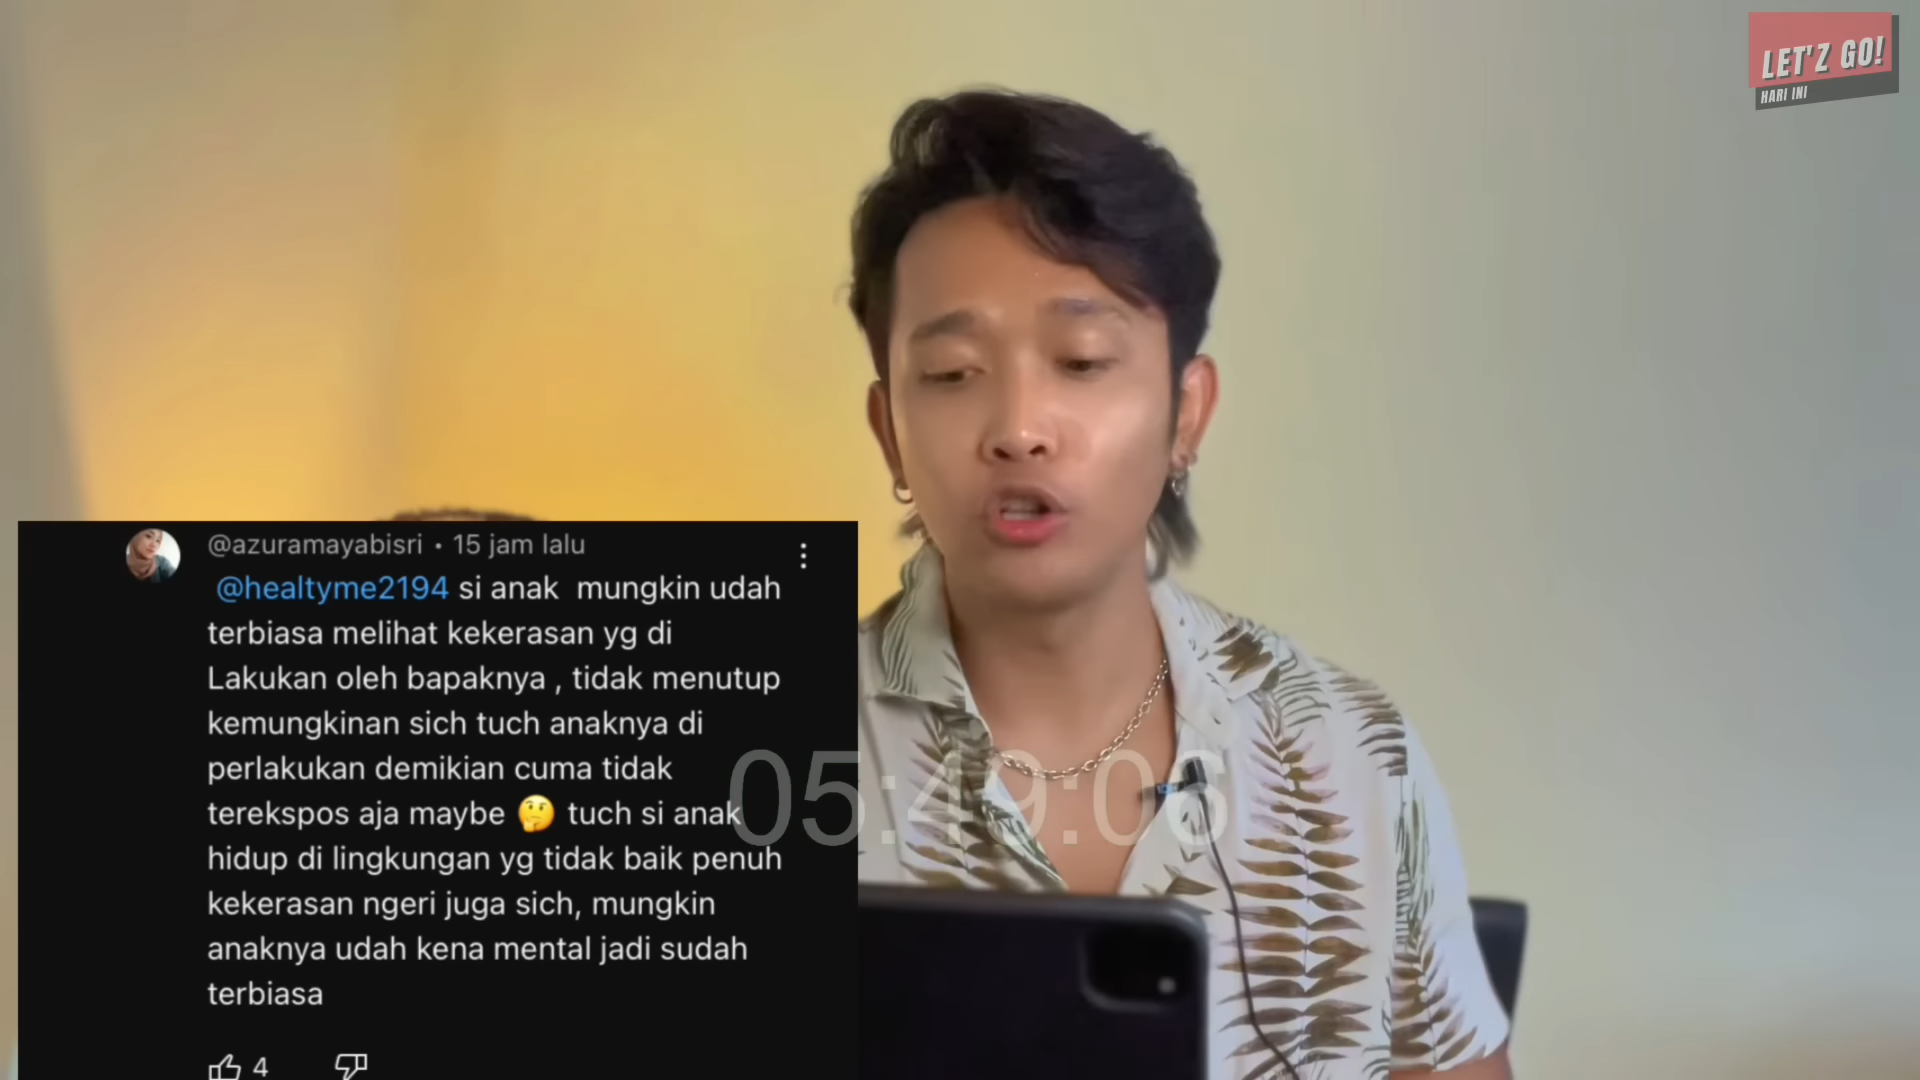 LET'Z GO!
HARI INI
@azuramayabisri • 15 jam lalu
@healtyme2194 si anak mungkin udah
terbiasa melihat kekerasan yg di
Lakukan oleh bapaknya , tidak menutup
kemungkinan sich tuch anaknya di
perlakukan demikian cuma tidak
terekspos aja maybe 🤔 tuch si anak
hidup di lingkungan yg tidak baik penuh
kekerasan ngeri juga sich, mungkin
anaknya udah kena mental jadi sudah
terbiasa
4
05:49:06